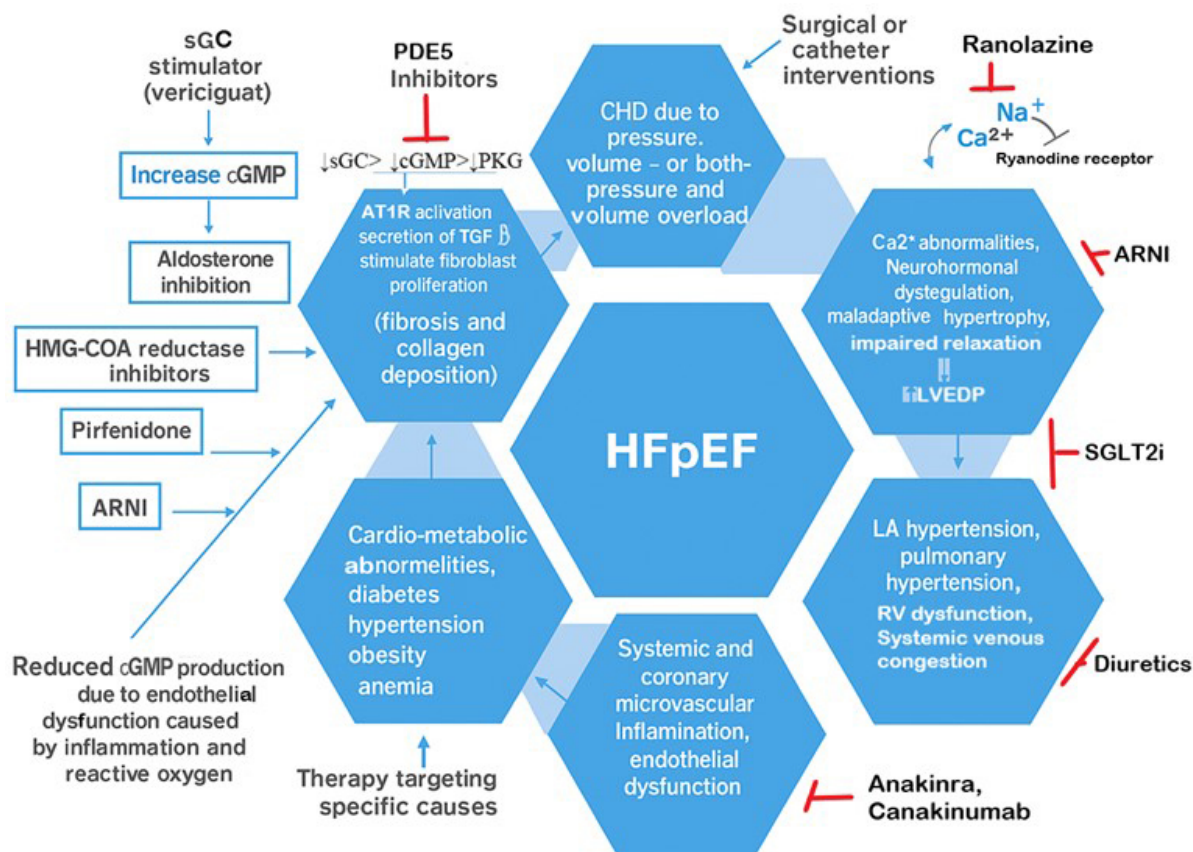 sGC
stimulator
(vericiguat)
Increase cGMP
Aldosterone
inhibition
HMG-COA reductase
inhibitors
Pirfenidone
ARNI
Reduced cGMP production
due to endothelial
dysfunction caused
by inflammation and
reactive oxygen
PDE5
Inhibitors
↓sGC>↓cGMP>↓PKG
AT1R aclivation
secretion of TGF β
stimulate fibroblast
proliferation
(fibrosis and
collagen
deposition)
CHD due to
pressure.
volume – or both-
pressure and
volume overload
Surgical or
catheter
interventions
Ranolazine
Na+
Ca2+
Ryanodine receptor
Ca2* abnormalities,
Neurohormonal
dystegulation,
maladaptive hypertrophy,
impaired relaxation
LVEDP
ARNI
SGLT2i
HFpEF
LA hypertension,
pulmonary
hypertension,
RV dysfunction,
Systemic venous
congestion
Diuretics
Cardio-metabolic
abnormelities,
diabetes
hypertension
obesity
anemia
Therapy targeting
specific causes
Systemic and
coronary
microvascular
Inflamination,
endothelial
dysfunction
Anakinra,
Canakinumab